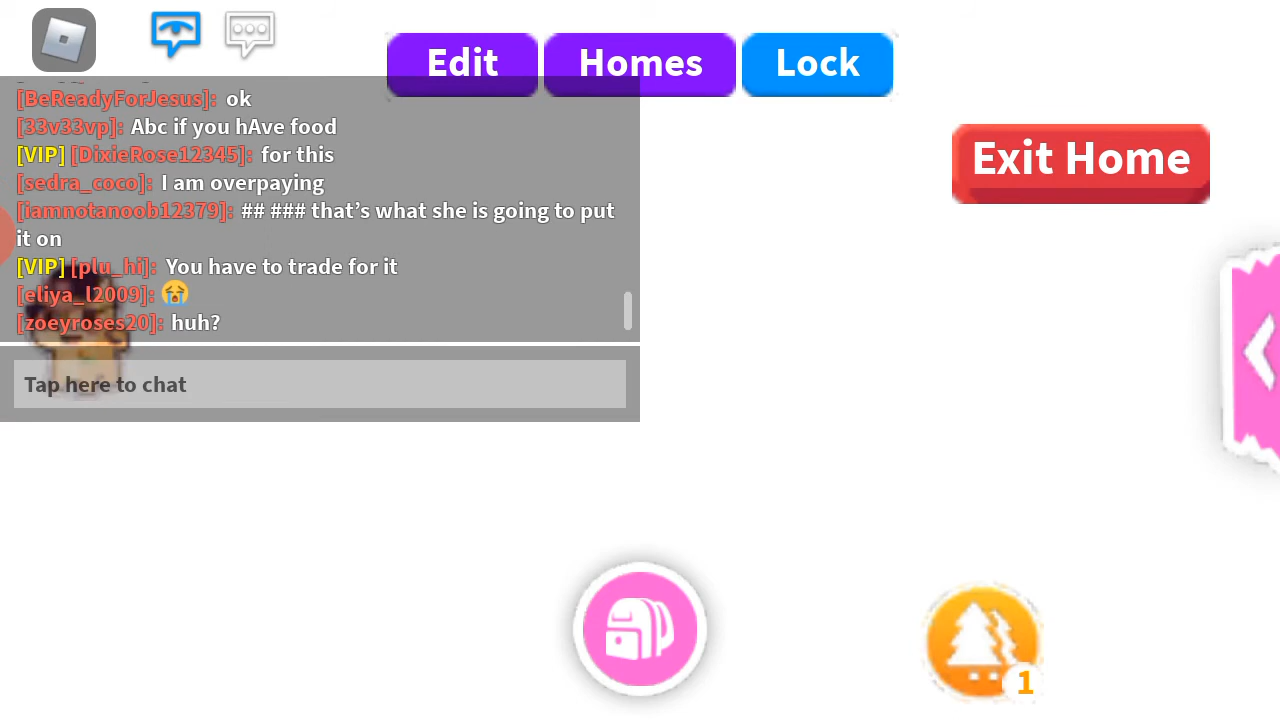 Edit Homes Lock
Exit Home
[BeReadyForJesus]: ok
[33v33vp]: Abc if you hAve food
[VIP] [DixieRose12345]: for this
[sedra_coco]: I am overpaying
[iamnotanoob12379]: ## ### that’s what she is going to put
it on
[VIP] [plu_hi]: You have to trade for it
[eliya_l2009]: 😭
[zoeyroses20]: huh?
Tap here to chat
1